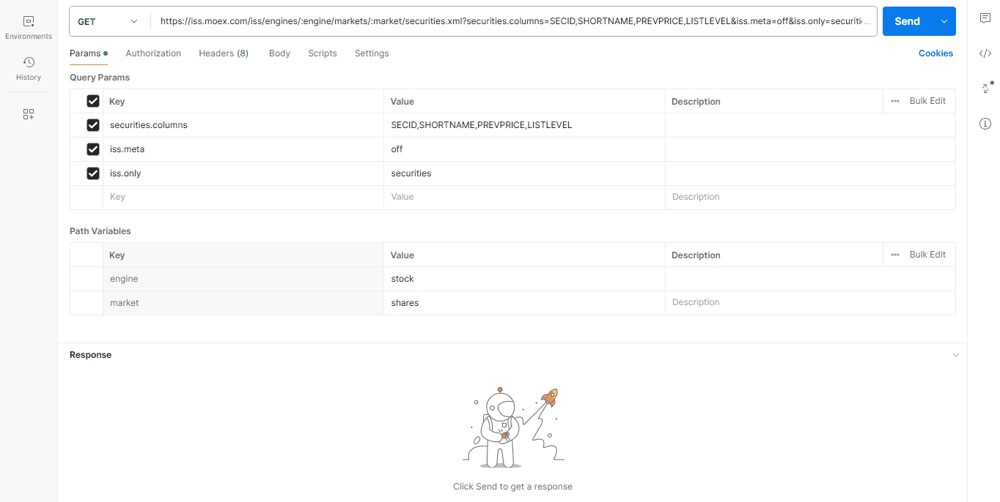 Environments
History
GET
https://iss.moex.com/iss/engines/:engine/markets/:market/securities.xml?securities.columns=SECID,SHORTNAME,PREVPRICE,LISTLEVEL&iss.meta=off&iss.only=securiti...
Send
Params Authorization Headers (8) Body Scripts Settings Cookies
Query Params
Key Value Description Bulk Edit
securities.columns SECID,SHORTNAME,PREVPRICE,LISTLEVEL
iss.meta off
iss.only securities
Key Value Description
Path Variables
Key Value Description Bulk Edit
engine stock
market shares Description
Response
Click Send to get a response